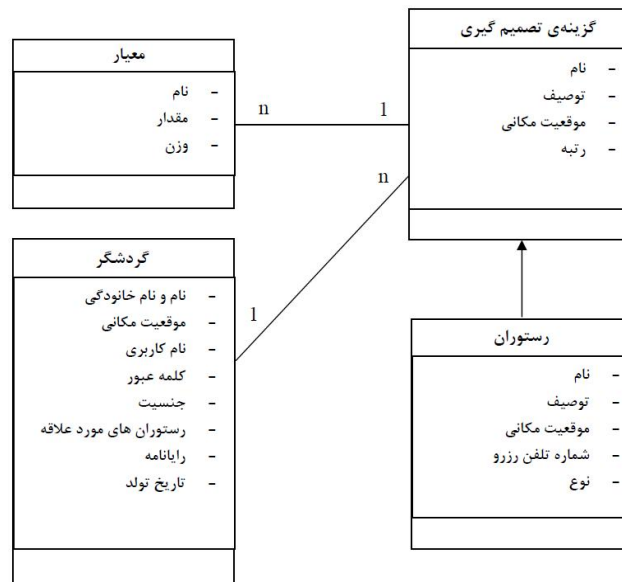 گزینه‌ی تصمیم گیری
- نام
- توصیف
- موقعیت مکانی
- رتبه
معیار
- نام
- مقدار
- وزن
n
1
n
1
گردشگر
- نام و نام خانودگی
- موقعیت مکانی
- نام کاربری
- کلمه عبور
- جنسیت
- رستوران های مورد علاقه
- رایانامه
- تاریخ تولد
رستوران
- نام
- توصیف
- موقعیت مکانی
- شماره تلفن رزرو
- نوع